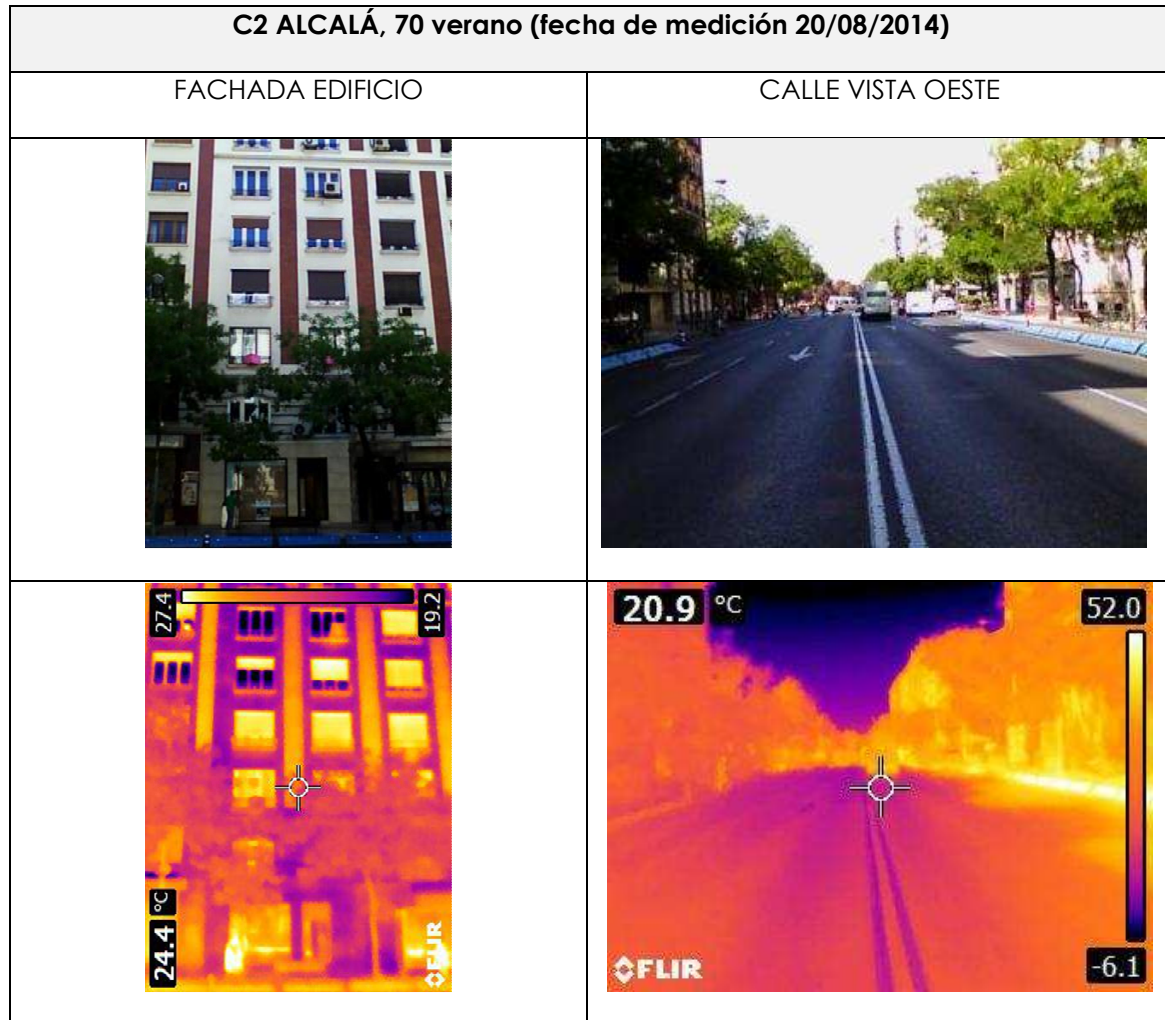 C2 ALCALÁ, 70 verano (fecha de medición 20/08/2014)
FACHADA EDIFICIO
CALLE VISTA OESTE
27.4
19.2
24.4 °C
FLIR
20.9 °C
52.0
-6.1
FLIR